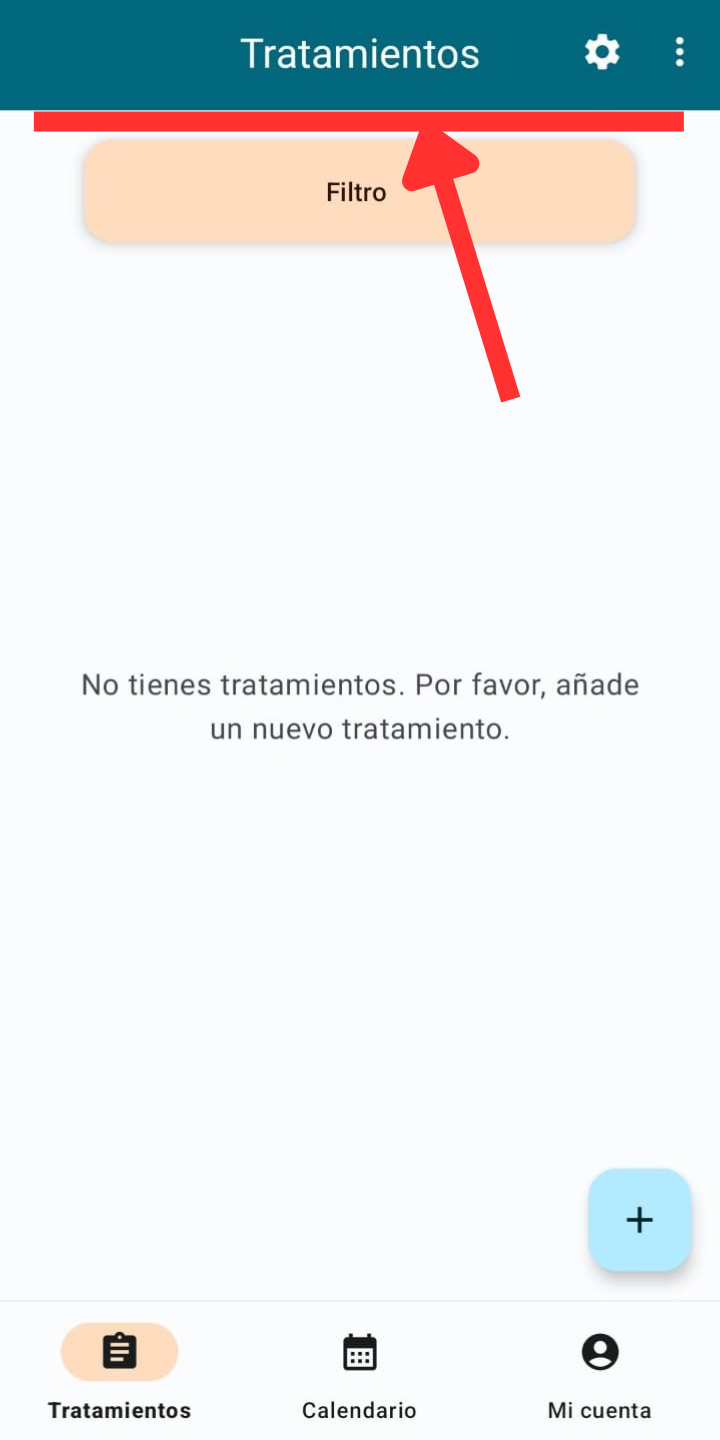 Tratamientos
Filtro
No tienes tratamientos. Por favor, añade
un nuevo tratamiento.
Tratamientos
Calendario
Mi cuenta